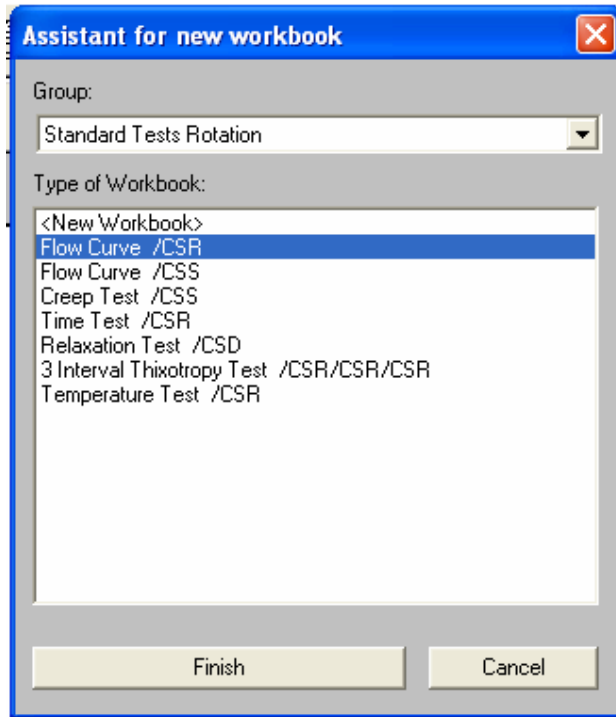 Assistant for new workbook
Group:
Standard Tests Rotation
Type of Workbook:
<New Workbook>
Flow Curve /CSR
Flow Curve /CSS
Creep Test /CSS
Time Test /CSR
Relaxation Test /CSD
3 Interval Thixotropy Test /CSR/CSR/CSR
Temperature Test /CSR
Finish Cancel